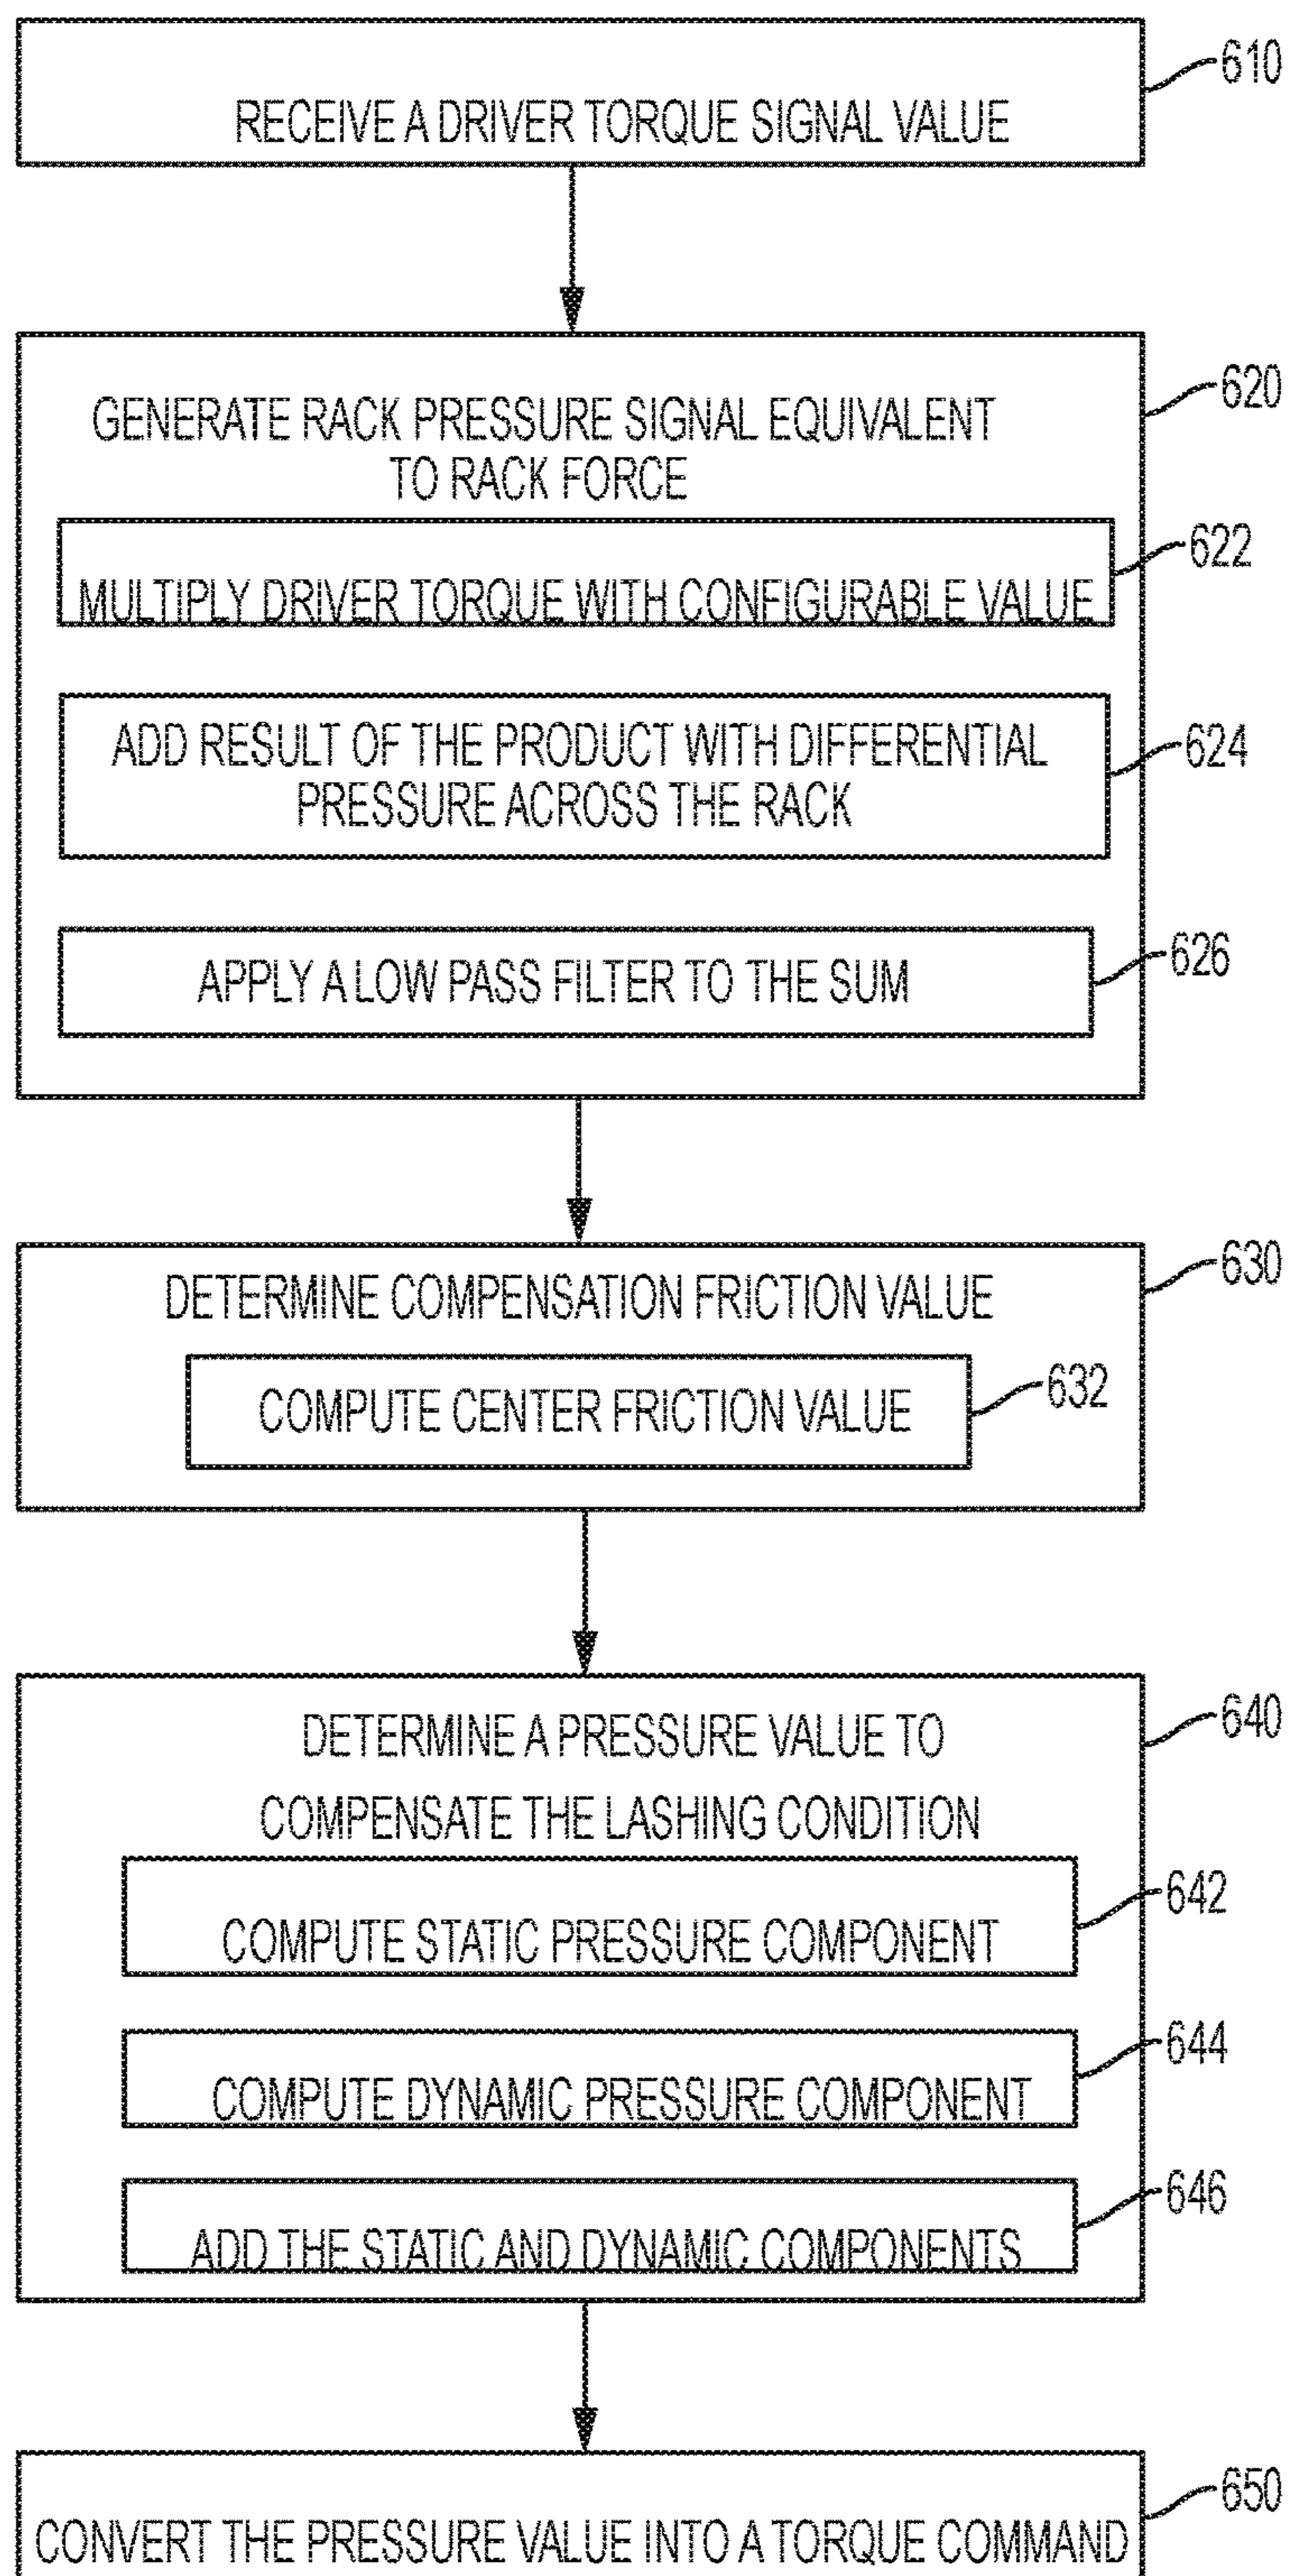 610
RECEIVE A DRIVER TORQUE SIGNAL VALUE
620
GENERATE RACK PRESSURE SIGNAL EQUIVALENT
TO RACK FORCE
622
MULTIPLY DRIVER TORQUE WITH CONFIGURABLE VALUE
624
ADD RESULT OF THE PRODUCT WITH DIFFERENTIAL
PRESSURE ACROSS THE RACK
626
APPLY A LOW PASS FILTER TO THE SUM
630
DETERMINE COMPENSATION FRICTION VALUE
632
COMPUTE CENTER FRICTION VALUE
640
DETERMINE A PRESSURE VALUE TO
COMPENSATE THE LASHING CONDITION
642
COMPUTE STATIC PRESSURE COMPONENT
644
COMPUTE DYNAMIC PRESSURE COMPONENT
646
ADD THE STATIC AND DYNAMIC COMPONENTS
650
CONVERT THE PRESSURE VALUE INTO A TORQUE COMMAND